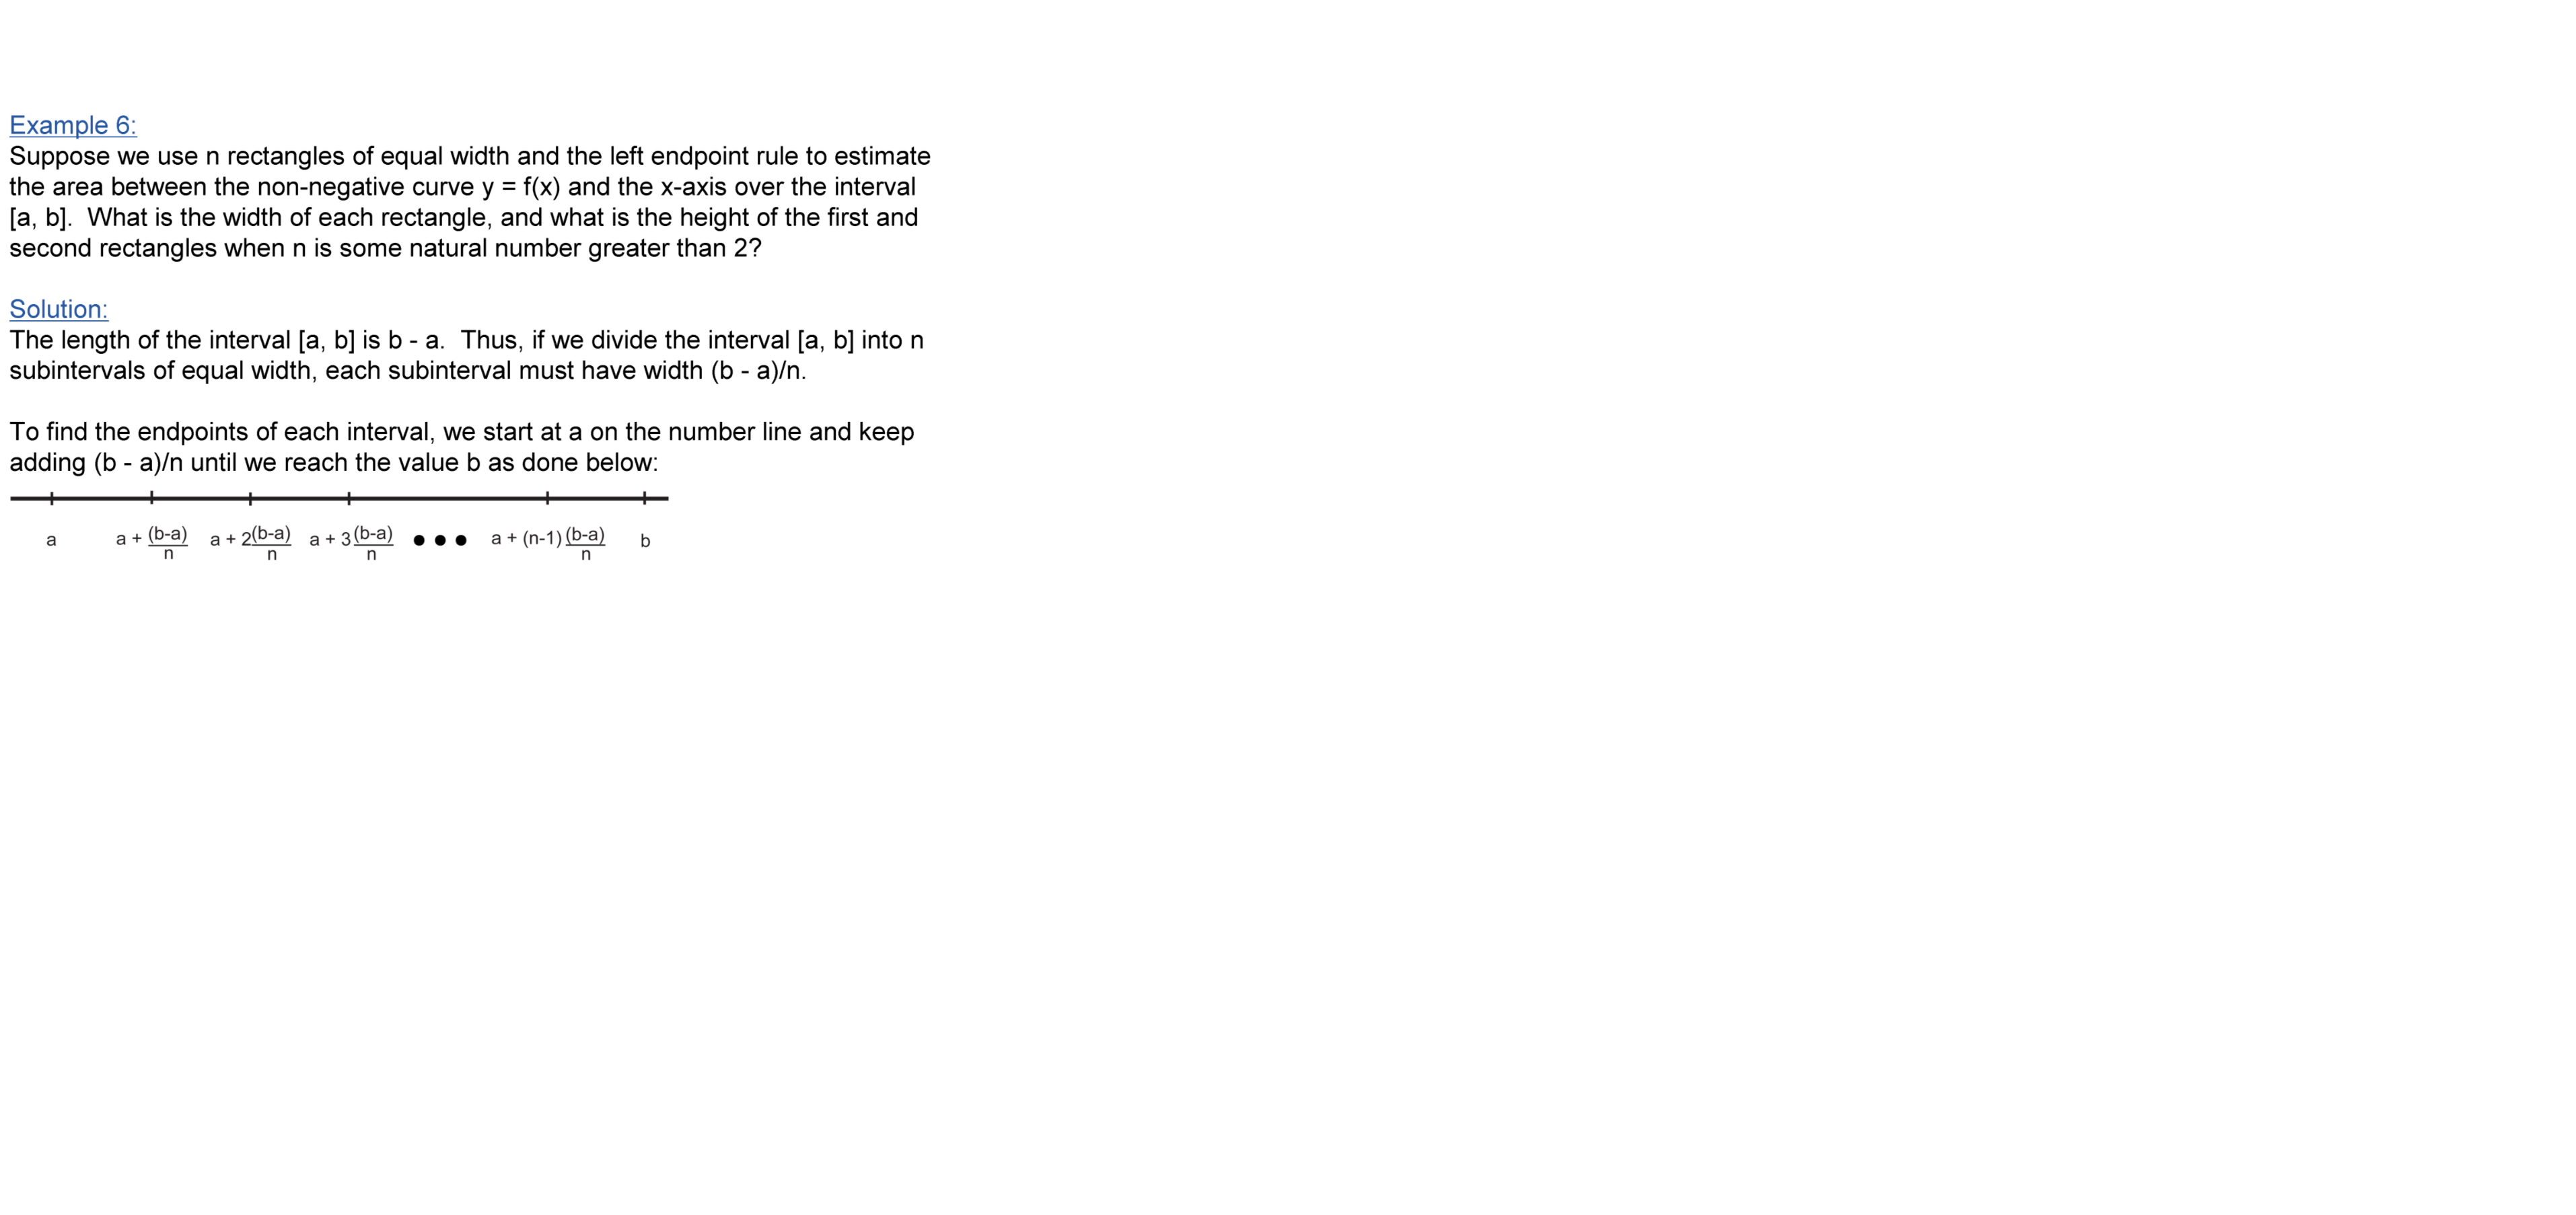 Example 6:
Suppose we use n rectangles of equal width and the left endpoint rule to estimate
the area between the non-negative curve y = f(x) and the x-axis over the interval
[a, b].  What is the width of each rectangle, and what is the height of the first and
second rectangles when n is some natural number greater than 2?
Solution:
The length of the interval [a, b] is b - a.  Thus, if we divide the interval [a, b] into n
subintervals of equal width, each subinterval must have width (b - a)/n.
To find the endpoints of each interval, we start at a on the number line and keep
adding (b - a)/n until we reach the value b as done below:
a   a + (b-a)/n   a + 2(b-a)/n   a + 3(b-a)/n   ● ● ●   a + (n-1)(b-a)/n   b